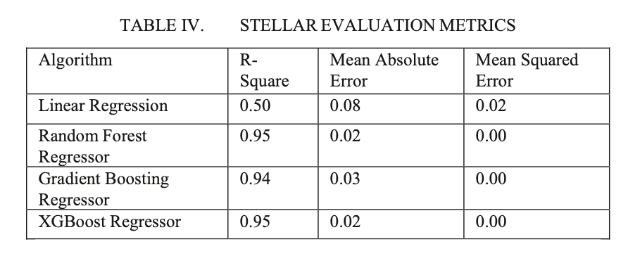 TABLE IV. STELLAR EVALUATION METRICS
Algorithm R-Square Mean Absolute Error Mean Squared Error
Linear Regression 0.50 0.08 0.02
Random Forest Regressor 0.95 0.02 0.00
Gradient Boosting Regressor 0.94 0.03 0.00
XGBoost Regressor 0.95 0.02 0.00